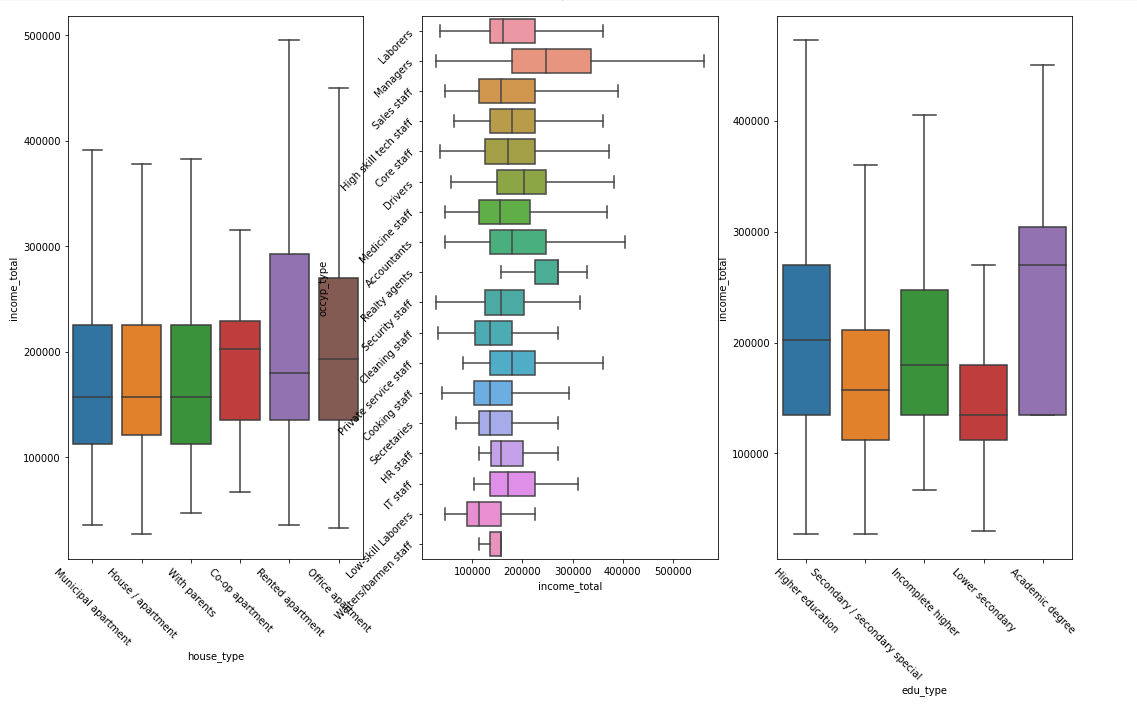 500000
400000
300000
200000
100000
income_total
Municipal apartment
House / apartment
With parents
Co-op apartment
Rented apartment
Office apartment
house_type
occyp_type
Laborers
Managers
Sales staff
High skill tech staff
Core staff
Drivers
Medicine staff
Accountants
Realty agents
Security staff
Cleaning staff
Private service staff
Cooking staff
Secretaries
HR staff
IT staff
Low-skill Laborers
Waiters/barmen staff
100000
200000
300000
400000
500000
income_total
400000
300000
200000
100000
income_total
Higher education
Secondary / secondary special
Incomplete higher
Lower secondary
Academic degree
edu_type